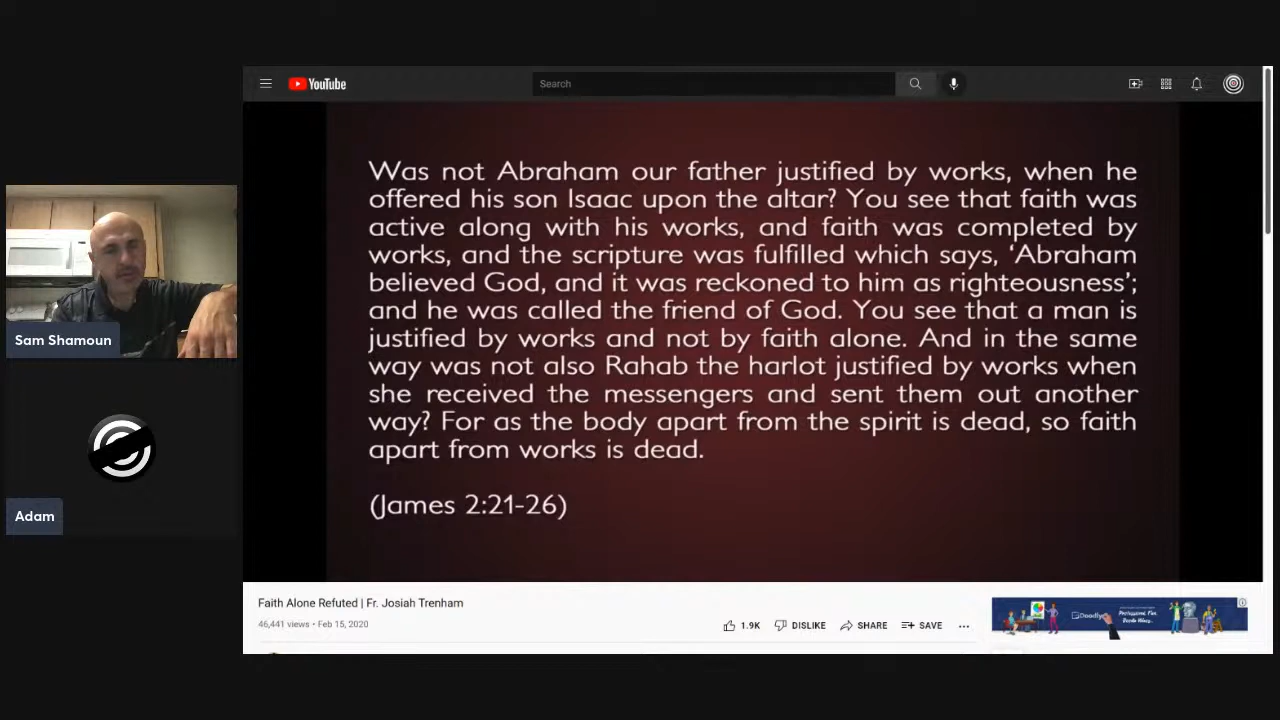 YouTube
Search
Was not Abraham our father justified by works, when he
offered his son Isaac upon the altar? You see that faith was
active along with his works, and faith was completed by
works, and the scripture was fulfilled which says, ‘Abraham
believed God, and it was reckoned to him as righteousness’;
and he was called the friend of God. You see that a man is
justified by works and not by faith alone. And in the same
way was not also Rahab the harlot justified by works when
she received the messengers and sent them out another
way? For as the body apart from the spirit is dead, so faith
apart from works is dead.
(James 2:21-26)
Sam Shamoun
Adam
Faith Alone Refuted | Fr. Josiah Trenham
46,441 views • Feb 15, 2020
1.9K DISLIKE SHARE SAVE